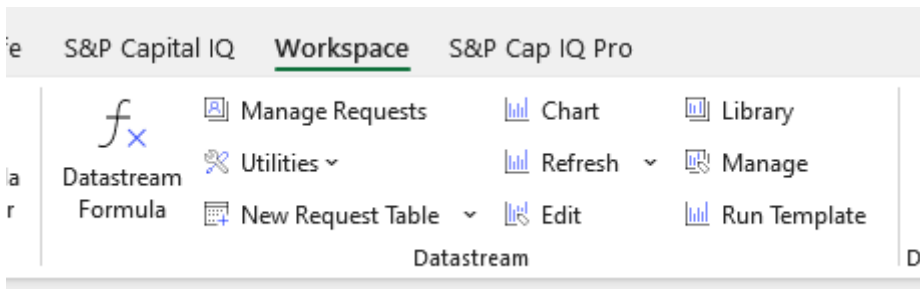 S&P Capital IQ Workspace S&P Cap IQ Pro
Manage Requests Chart Library
Datastream Formula
Utilities Refresh Manage
New Request Table Edit Run Template
Datastream